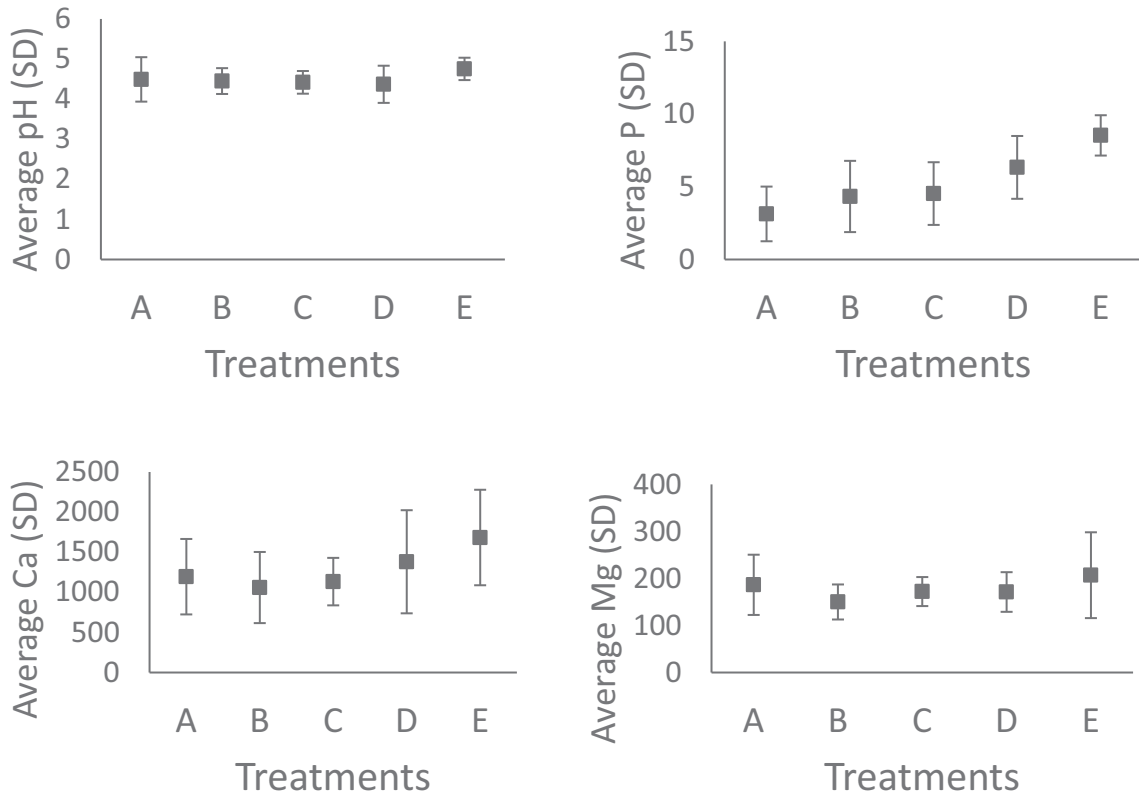 Average pH (SD)
6
5
4
3
2
1
0
A B C D E
Treatments
Average P (SD)
15
10
5
0
A B C D E
Treatments
Average Ca (SD)
2500
2000
1500
1000
500
0
A B C D E
Treatments
Average Mg (SD)
400
300
200
100
0
A B C D E
Treatments